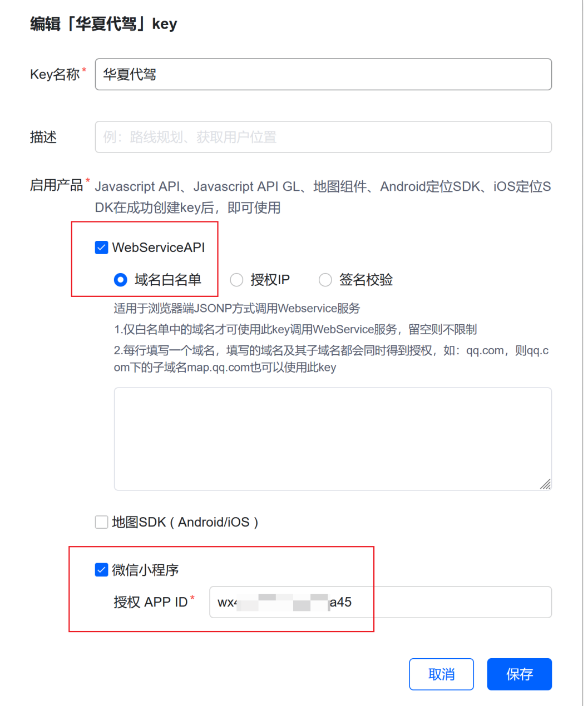 编辑「华夏代驾」key
Key名称* 华夏代驾
描述 例：路线规划、获取用户位置
启用产品* Javascript API、Javascript API GL、地图组件、Android定位SDK、iOS定位S
DK在成功创建key后，即可使用
WebServiceAPI
域名白名单 授权IP 签名校验
适用于浏览器端JSONP方式调用Webservice服务
1.仅白名单中的域名才可使用此key调用WebService服务，留空则不限制
2.每行填写一个域名，填写的域名及其子域名都会同时得到授权，如：qq.com，则qq.c
om下的子域名map.qq.com也可以使用此key
地图SDK（Android/iOS）
微信小程序
授权 APP ID* wx a45
取消 保存